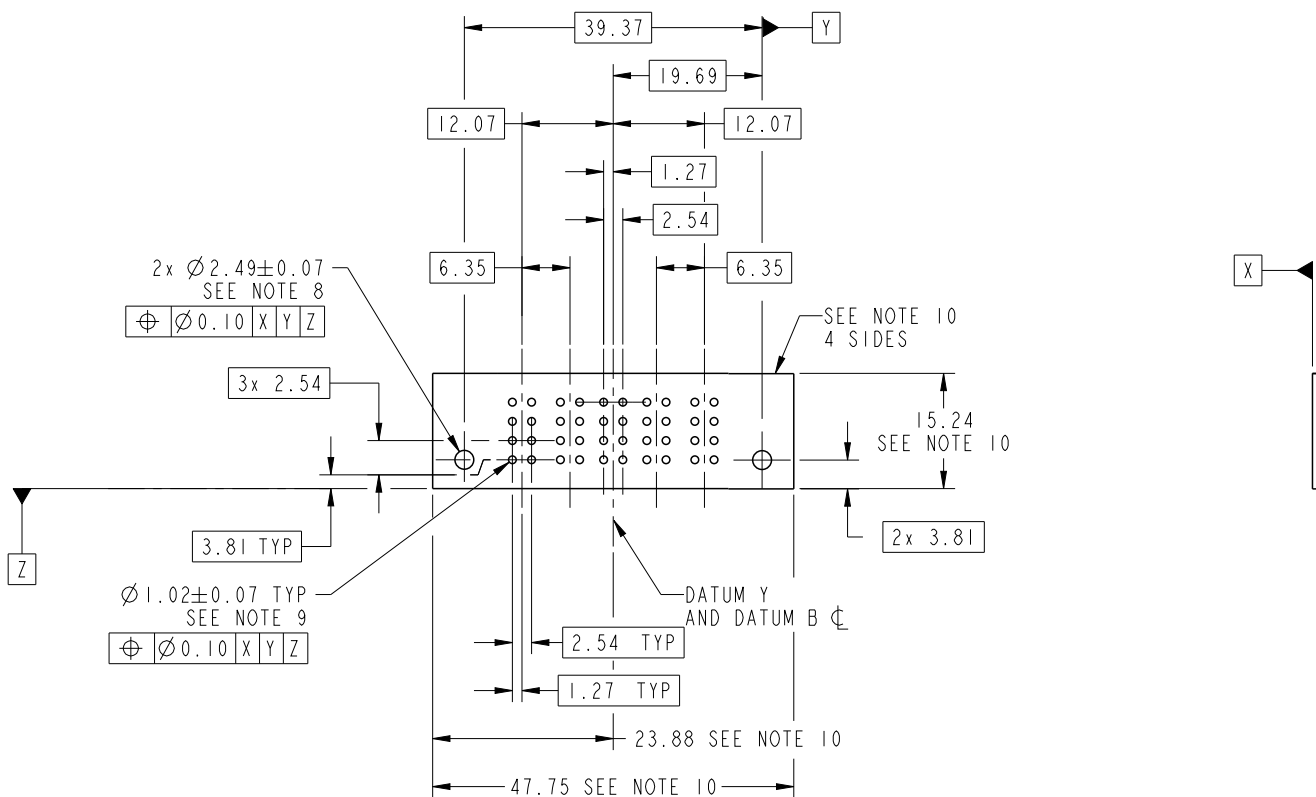 39.37
Y
19.69
12.07
12.07
1.27
2.54
6.35
6.35
2x Ø2.49±0.07
SEE NOTE 8
⌖ Ø0.10 X Y Z
X
SEE NOTE 10
4 SIDES
3x 2.54
15.24
SEE NOTE 10
3.81 TYP
2x 3.81
Z
Ø1.02±0.07 TYP
SEE NOTE 9
⌖ Ø0.10 X Y Z
DATUM Y
AND DATUM B ℄
2.54 TYP
1.27 TYP
23.88 SEE NOTE 10
47.75 SEE NOTE 10